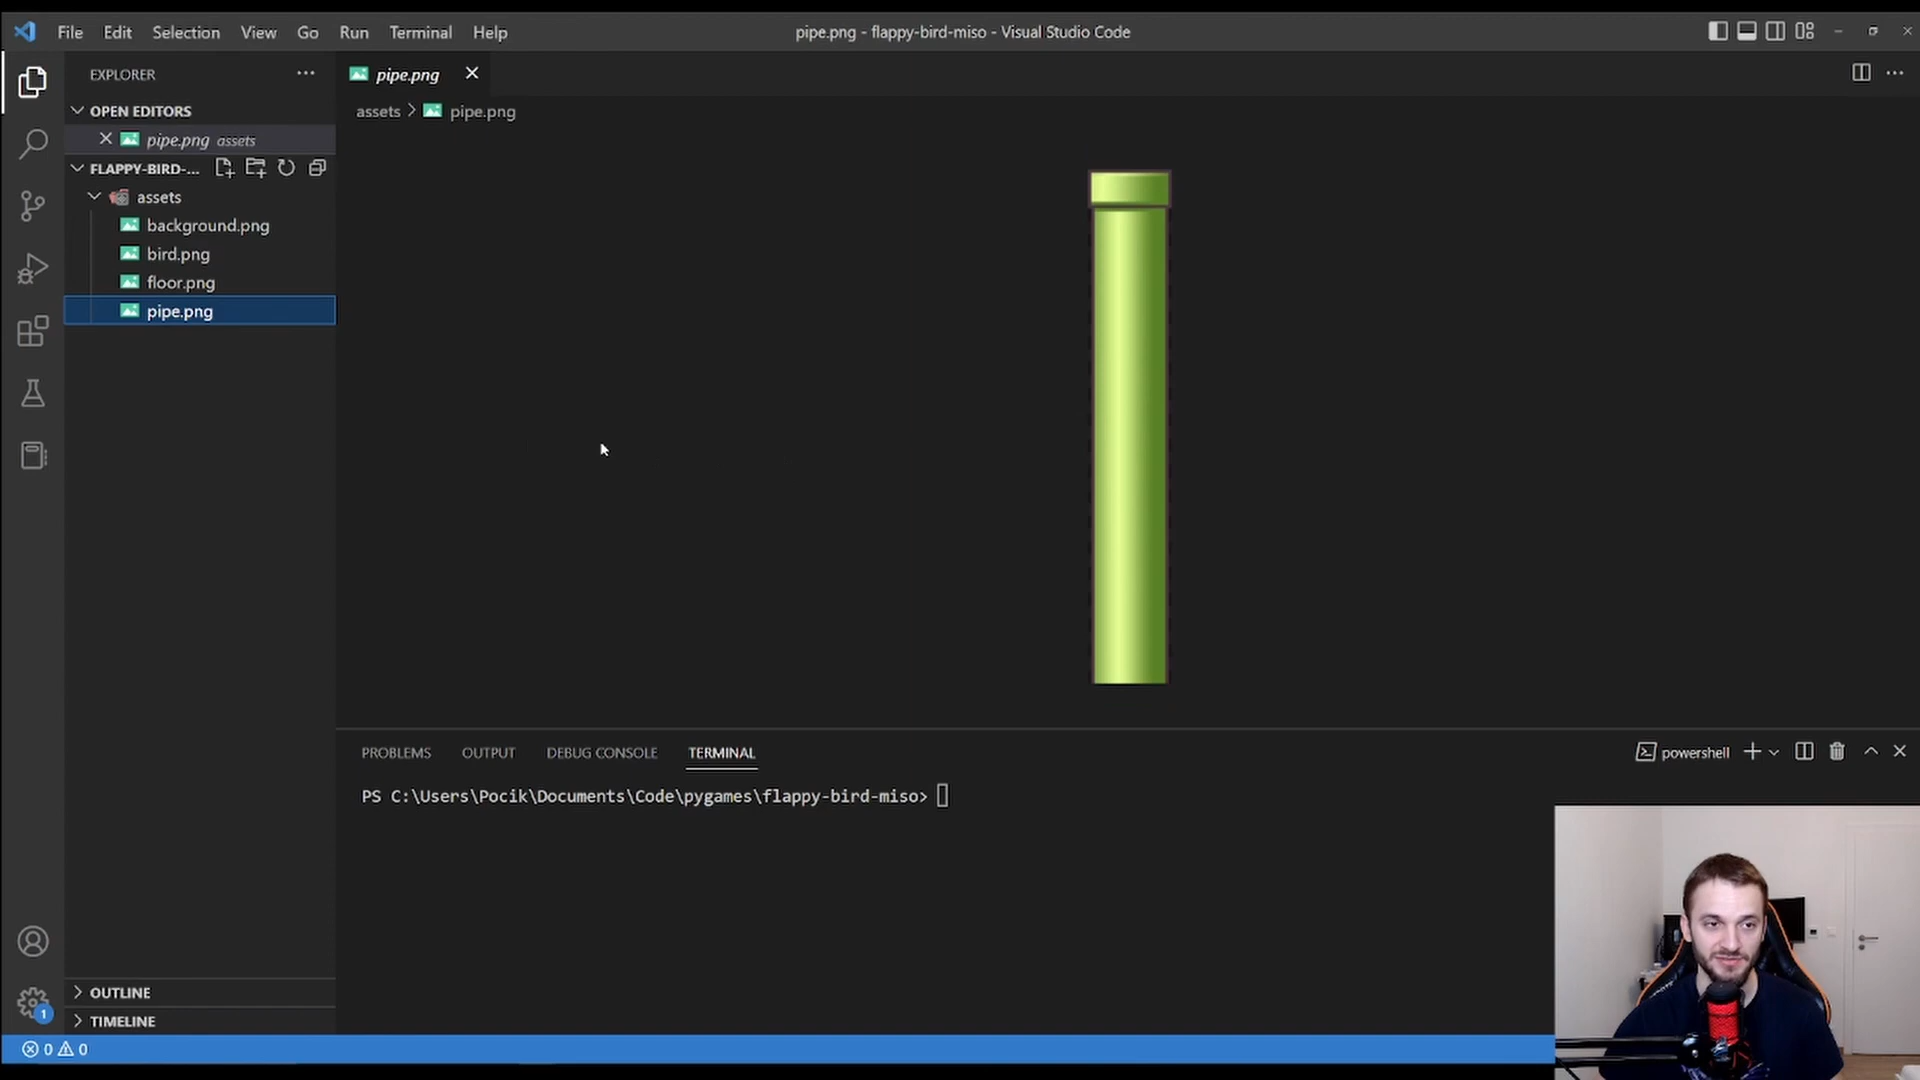 File Edit Selection View Go Run Terminal Help
pipe.png - flappy-bird-miso - Visual Studio Code
EXPLORER
OPEN EDITORS
pipe.png assets
FLAPPY-BIRD-...
assets
background.png
bird.png
floor.png
pipe.png
OUTLINE
TIMELINE
1
0 0
pipe.png
assets > pipe.png
PROBLEMS OUTPUT DEBUG CONSOLE TERMINAL
powershell
PS C:\Users\Pocik\Documents\Code\pygames\flappy-bird-miso>